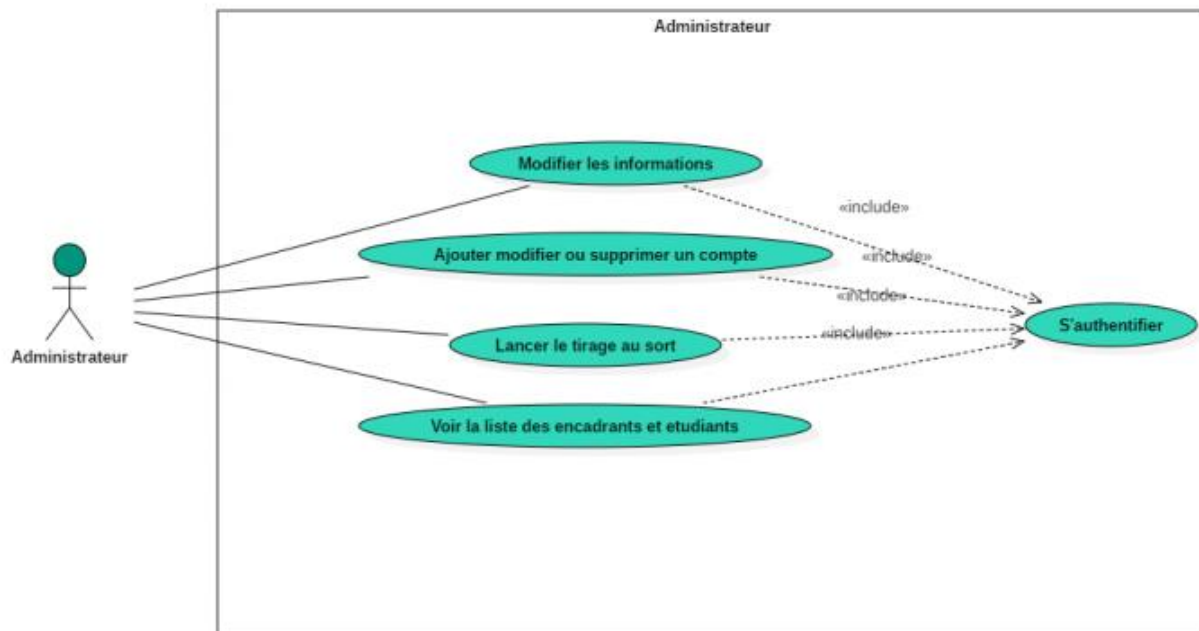 Administrateur
Modifier les informations
«include»
Ajouter modifier ou supprimer un compte
«include»
«include»
S'authentifier
«include»
Lancer le tirage au sort
Administrateur
Voir la liste des encadrants et etudiants